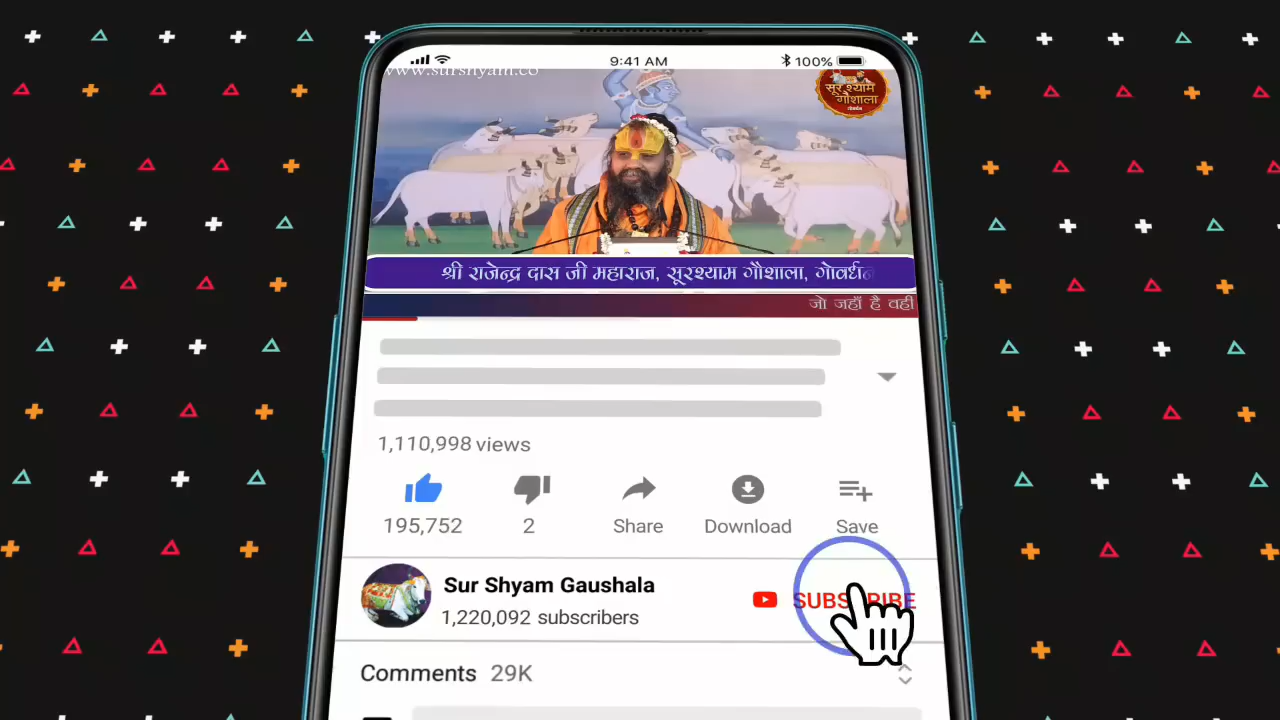 9:41 AM
100%
www.surshyam.co
सूर श्याम
गौशाला
श्री राजेन्द्र दास जी महाराज, सूरश्याम गौशाला, गोवर्धन
जो जहाँ है वही
1,110,998 views
195,752
2
Share
Download
Save
Sur Shyam Gaushala
1,220,092 subscribers
SUBSCRIBE
Comments 29K